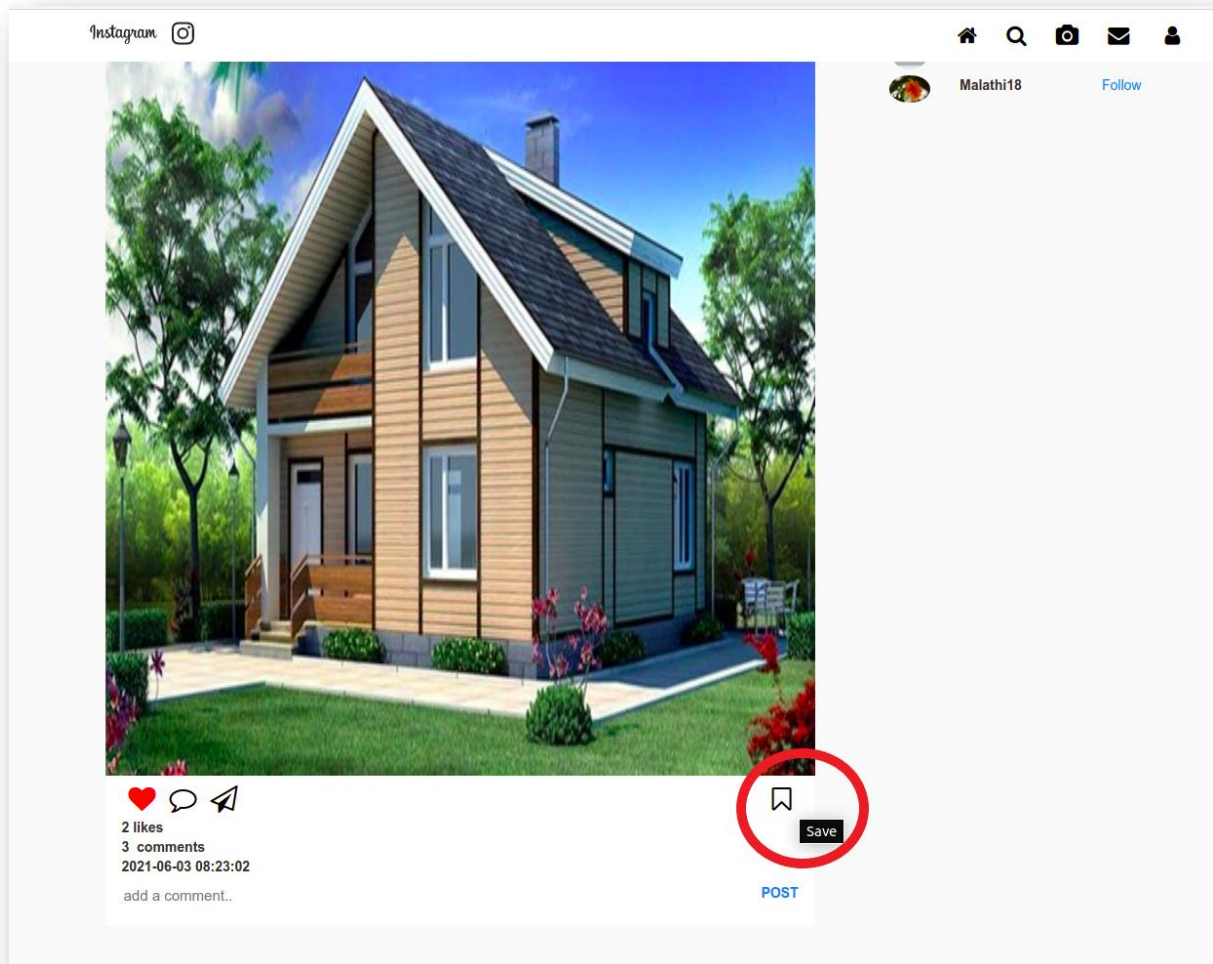 Instagram
Malathi18 Follow
2 likes
3 comments
2021-06-03 08:23:02
Save
add a comment..
POST